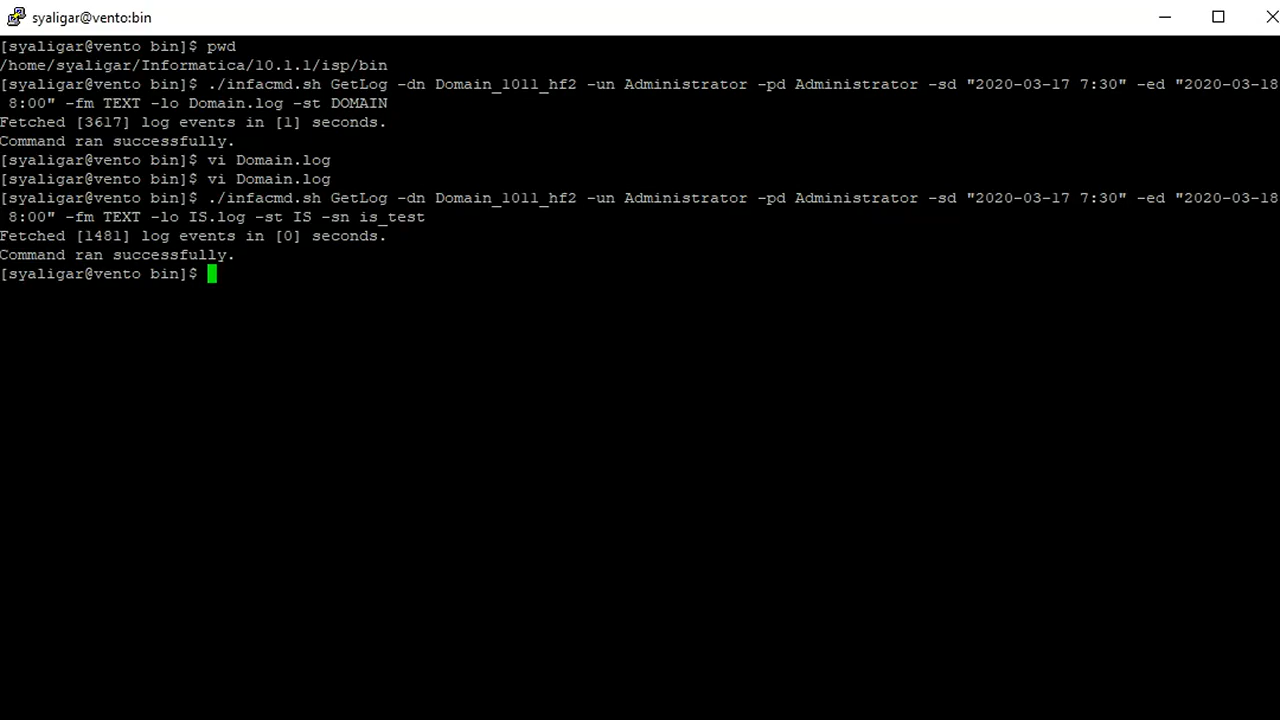 syaligar@vento:bin
[syaligar@vento bin]$ pwd
/home/syaligar/Informatica/10.1.1/isp/bin
[syaligar@vento bin]$ ./infacmd.sh GetLog -dn Domain_1011_hf2 -un Administrator -pd Administrator -sd "2020-03-17 7:30" -ed "2020-03-18
 8:00" -fm TEXT -lo Domain.log -st DOMAIN
Fetched [3617] log events in [1] seconds.
Command ran successfully.
[syaligar@vento bin]$ vi Domain.log
[syaligar@vento bin]$ vi Domain.log
[syaligar@vento bin]$ ./infacmd.sh GetLog -dn Domain_1011_hf2 -un Administrator -pd Administrator -sd "2020-03-17 7:30" -ed "2020-03-18
 8:00" -fm TEXT -lo IS.log -st IS -sn is_test
Fetched [1481] log events in [0] seconds.
Command ran successfully.
[syaligar@vento bin]$